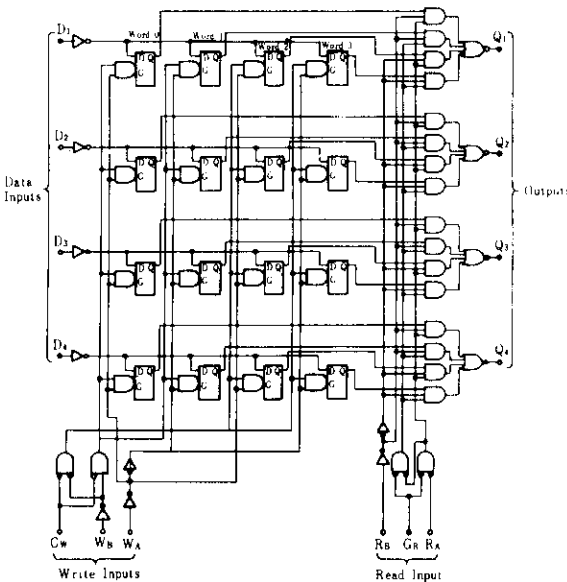 D1
Word 0
Word 1
Word 2
Word 3
D Q
G
D Q
G
D Q
G
D Q
G
Q1
D2
D Q
G
D Q
G
D Q
G
D Q
G
Q2
Data
Inputs
Outputs
D3
D Q
G
D Q
G
D Q
G
D Q
G
Q3
D4
D Q
G
D Q
G
D Q
G
D Q
G
Q4
GW WB WA
RB GR RA
Write Inputs
Read Input